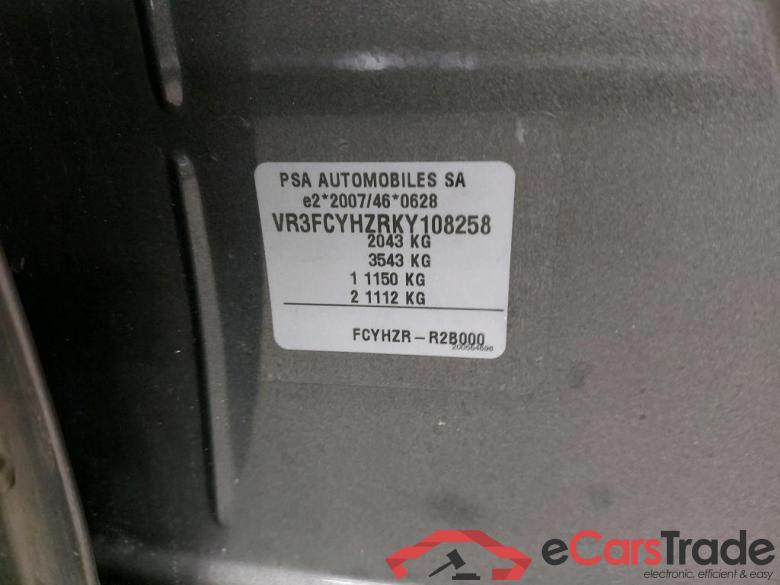 PSA AUTOMOBILES SA
e2*2007/46*0628
VR3FCYHZRKY108258
2043 KG
3543 KG
1 1150 KG
2 1112 KG
FCYHZR – R2B000
eCarsTrade
electronic, efficient & easy